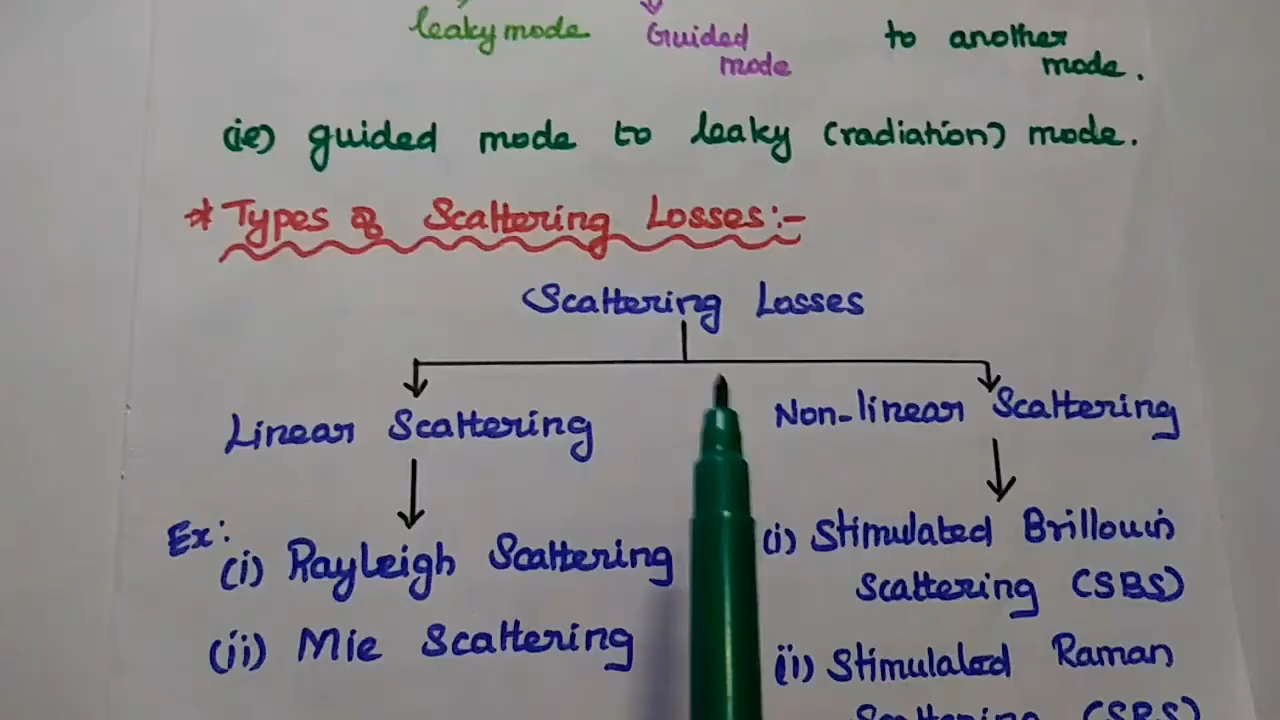 leaky mode Guided mode to another mode.
(ie) guided mode to leaky (radiation) mode.
* Types of Scattering Losses:-
Scattering Losses
Linear Scattering
Non-linear Scattering
Ex:
(i) Rayleigh Scattering
(ii) Mie Scattering
(i) Stimulated Brillouin
Scattering (SBS)
(ii) Stimulated Raman
Scattering (SRS)